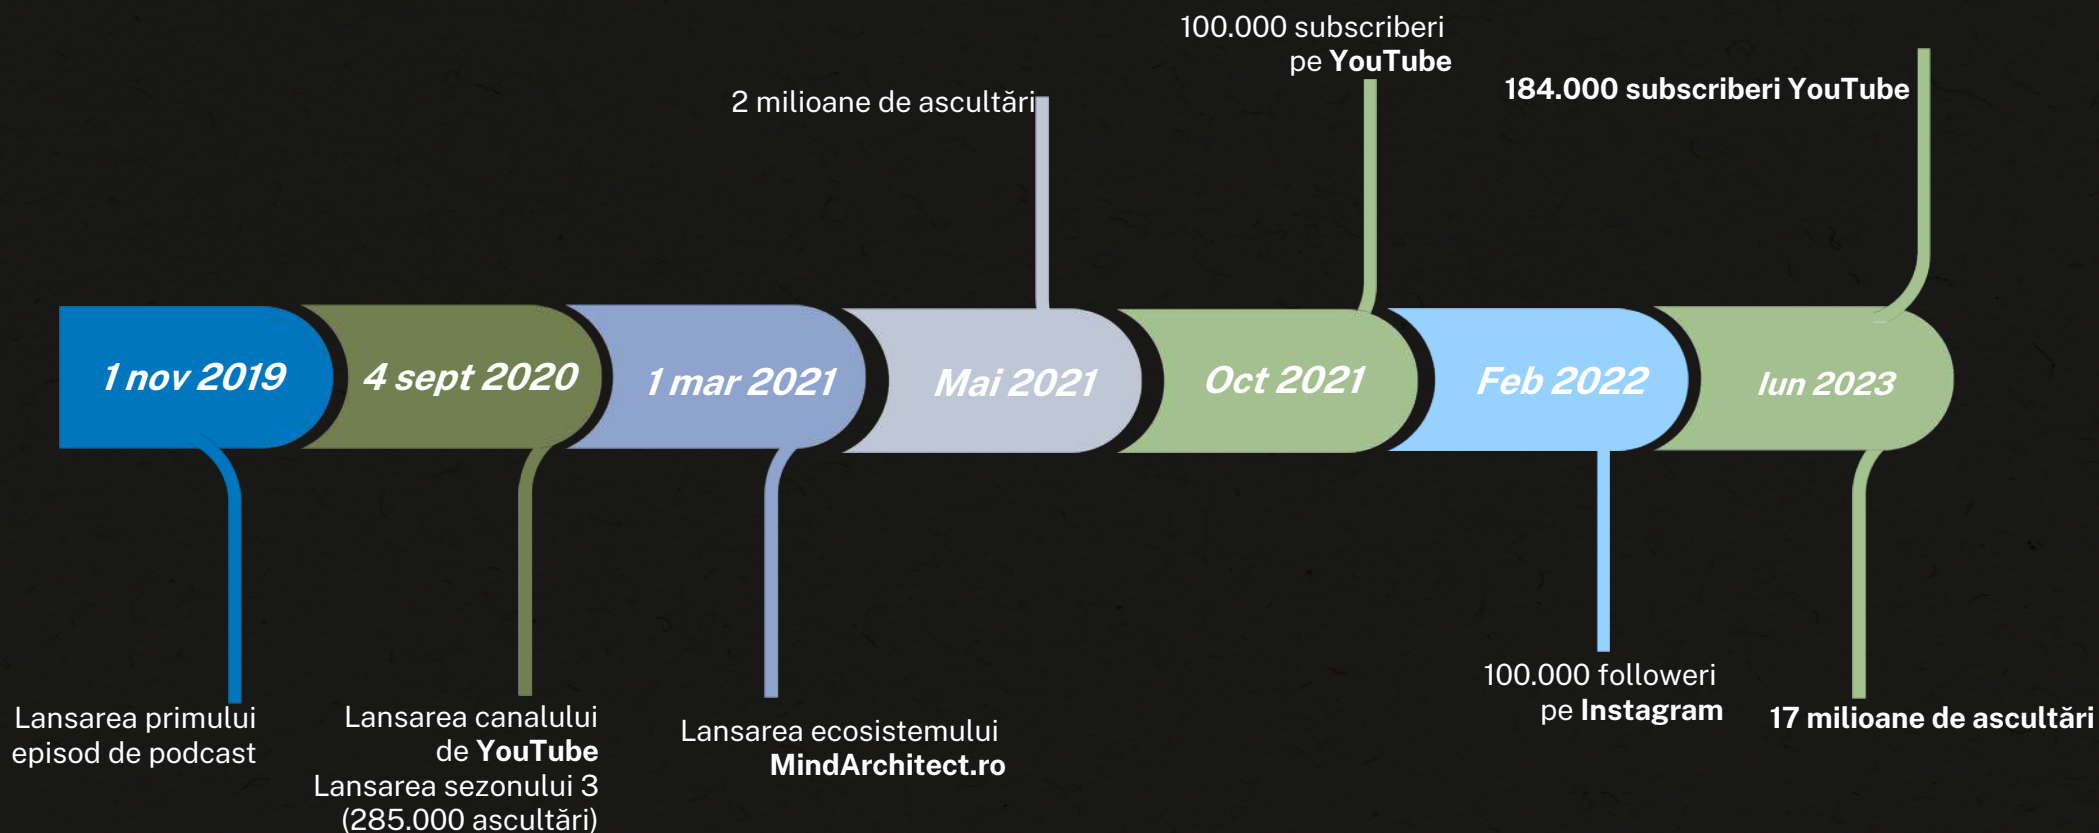 100.000 subscriberi
pe YouTube
184.000 subscriberi YouTube
2 milioane de ascultări
1 nov 2019
4 sept 2020
1 mar 2021
Mai 2021
Oct 2021
Feb 2022
Iun 2023
Lansarea primului
episod de podcast
Lansarea canalului
de YouTube
Lansarea sezonului 3
(285.000 ascultări)
Lansarea ecosistemului
MindArchitect.ro
100.000 followeri
pe Instagram
17 milioane de ascultări